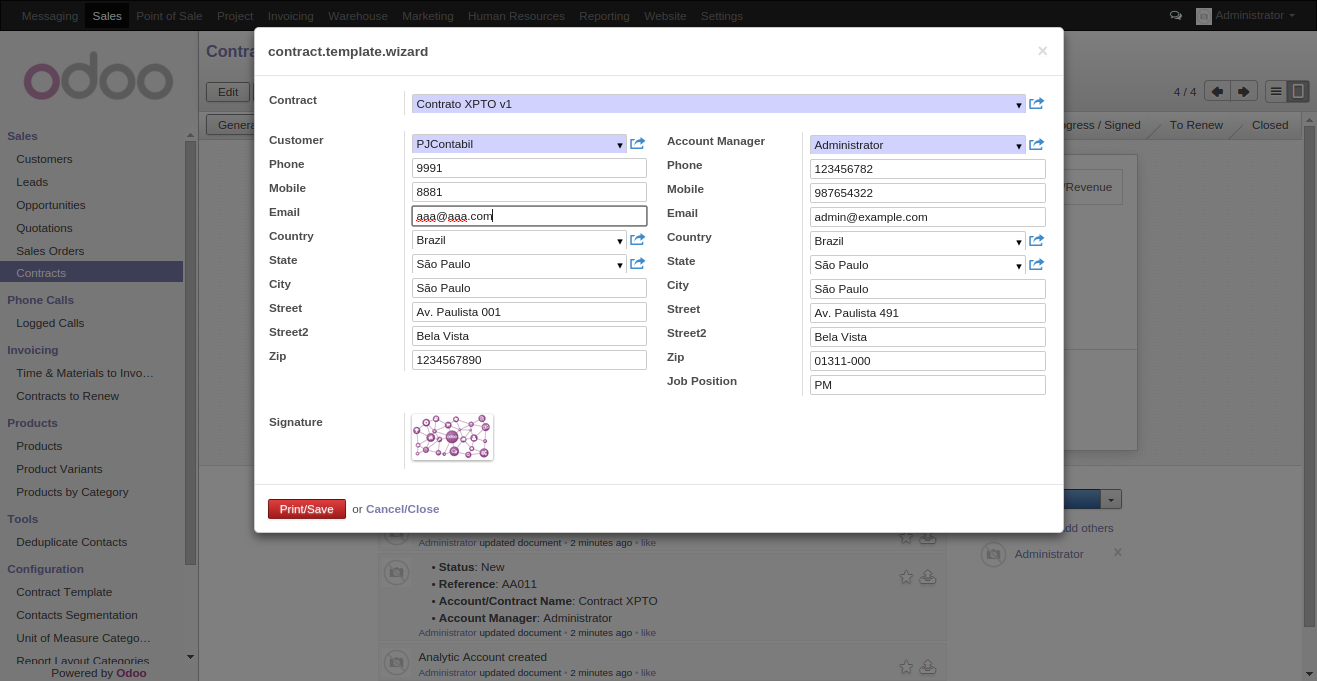 Messaging Sales Point of Sale Project Invoicing Warehouse Marketing Human Resources Reporting Website Settings Administrator
odoo
Sales
Customers
Leads
Opportunities
Quotations
Sales Orders
Contracts
Phone Calls
Logged Calls
Invoicing
Time & Materials to Invo…
Contracts to Renew
Products
Products
Product Variants
Products by Category
Tools
Deduplicate Contacts
Configuration
Contract Template
Contacts Segmentation
Unit of Measure Catego…
Report Layout Categories
Powered by Odoo
Contra
Edit
4 / 4
Genera
ogress / Signed To Renew Closed
/Revenue
contract.template.wizard ×
Contract Contrato XPTO v1
Customer PJContabil
Phone 9991
Mobile 8881
Email aaa@aaa.com
Country Brazil
State São Paulo
City São Paulo
Street Av. Paulista 001
Street2 Bela Vista
Zip 1234567890
Account Manager Administrator
Phone 123456782
Mobile 987654322
Email admin@example.com
Country Brazil
State São Paulo
City São Paulo
Street Av. Paulista 491
Street2 Bela Vista
Zip 01311-000
Job Position PM
Signature
Print/Save or Cancel/Close
dd others
Administrator x
Administrator updated document • 2 minutes ago • like
• Status: New
• Reference: AA011
• Account/Contract Name: Contract XPTO
• Account Manager: Administrator
Administrator updated document • 2 minutes ago • like
Analytic Account created
Administrator updated document • 2 minutes ago • like